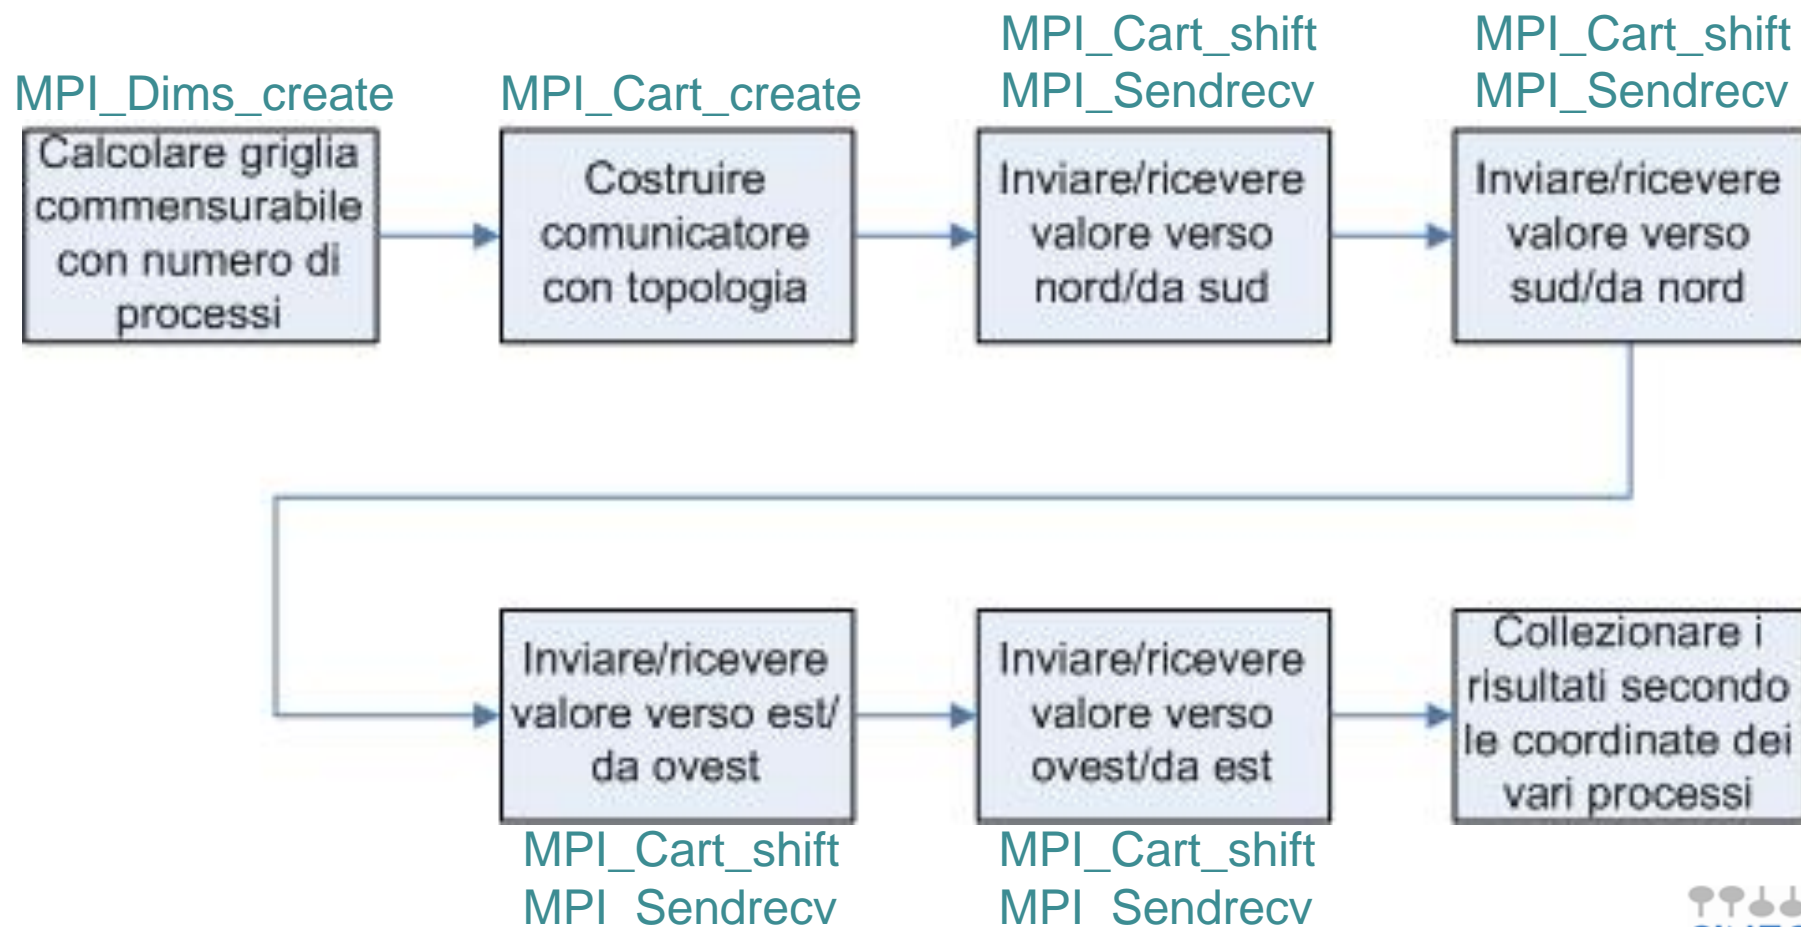 MPI_Dims_create
Calcolare griglia
commensurabile
con numero di
processi
MPI_Cart_create
Costruire
comunicatore
con topologia
MPI_Cart_shift
MPI_Sendrecv
Inviare/ricevere
valore verso
nord/da sud
MPI_Cart_shift
MPI_Sendrecv
Inviare/ricevere
valore verso
sud/da nord
Inviare/ricevere
valore verso est/
da ovest
MPI_Cart_shift
MPI_Sendrecv
Inviare/ricevere
valore verso
ovest/da est
MPI_Cart_shift
MPI_Sendrecv
Collezionare i
risultati secondo
le coordinate dei
vari processi